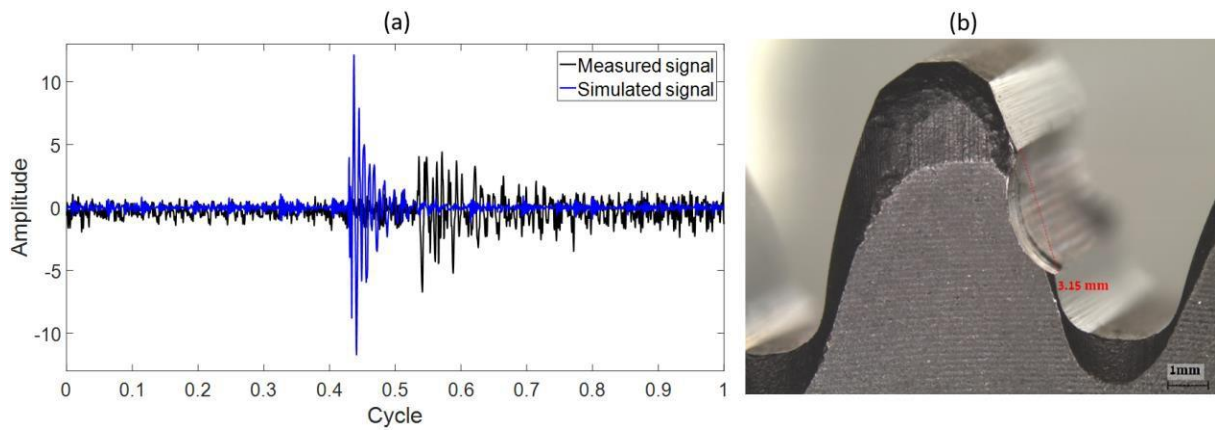 (a)
(b)
Measured signal
Simulated signal
Amplitude
10
5
0
-5
-10
0 0.1 0.2 0.3 0.4 0.5 0.6 0.7 0.8 0.9 1
Cycle
3.15 mm
1mm